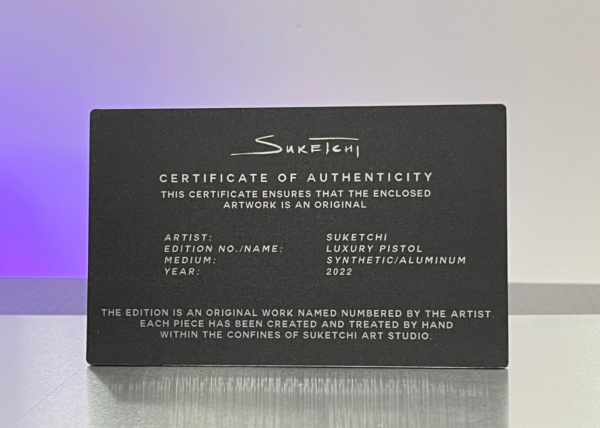 SUKETCHI
CERTIFICATE OF AUTHENTICITY
THIS CERTIFICATE ENSURES THAT THE ENCLOSED
ARTWORK IS AN ORIGINAL
ARTIST: SUKETCHI
EDITION NO./NAME: LUXURY PISTOL
MEDIUM: SYNTHETIC/ALUMINUM
YEAR: 2022
THE EDITION IS AN ORIGINAL WORK NAMED NUMBERED BY THE ARTIST.
EACH PIECE HAS BEEN CREATED AND TREATED BY HAND
WITHIN THE CONFINES OF SUKETCHI ART STUDIO.